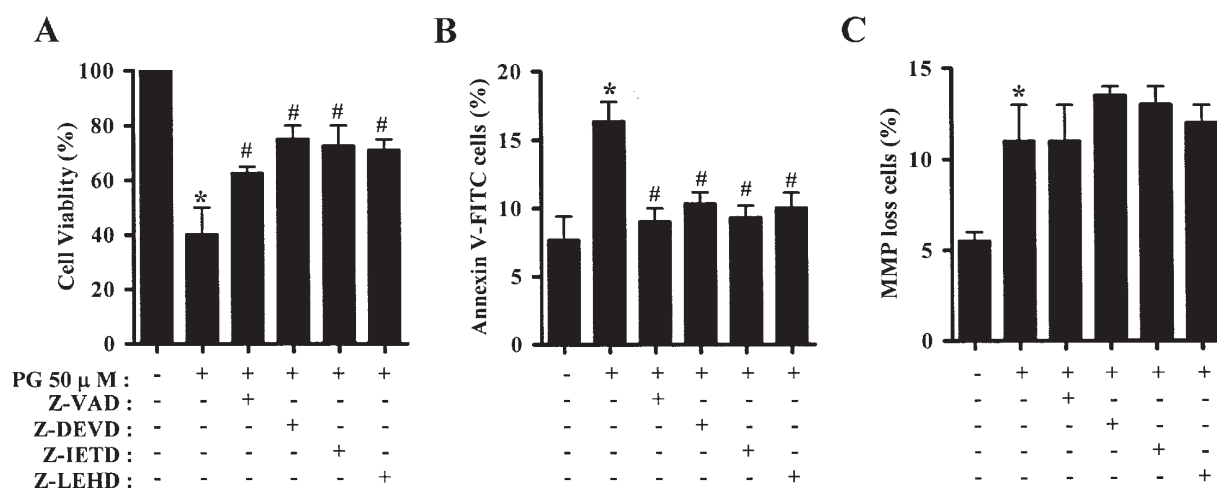 A
B
C
Cell Viablity (%)
100
80
60
40
20
0
*
#
#
#
#
Annexin V-FITC cells (%)
20
15
10
5
0
*
#
#
#
#
MMP loss cells (%)
15
10
5
0
*
PG 50 μ M : - + + + + + - + + + + + - + + + + +
Z-VAD : - - + - - - - - + - - - - - + - - -
Z-DEVD : - - - + - - - - - + - - - - - + - -
Z-IETD : - - - - + - - - - - + - - - - - + -
Z-LEHD : - - - - - + - - - - - + - - - - - +